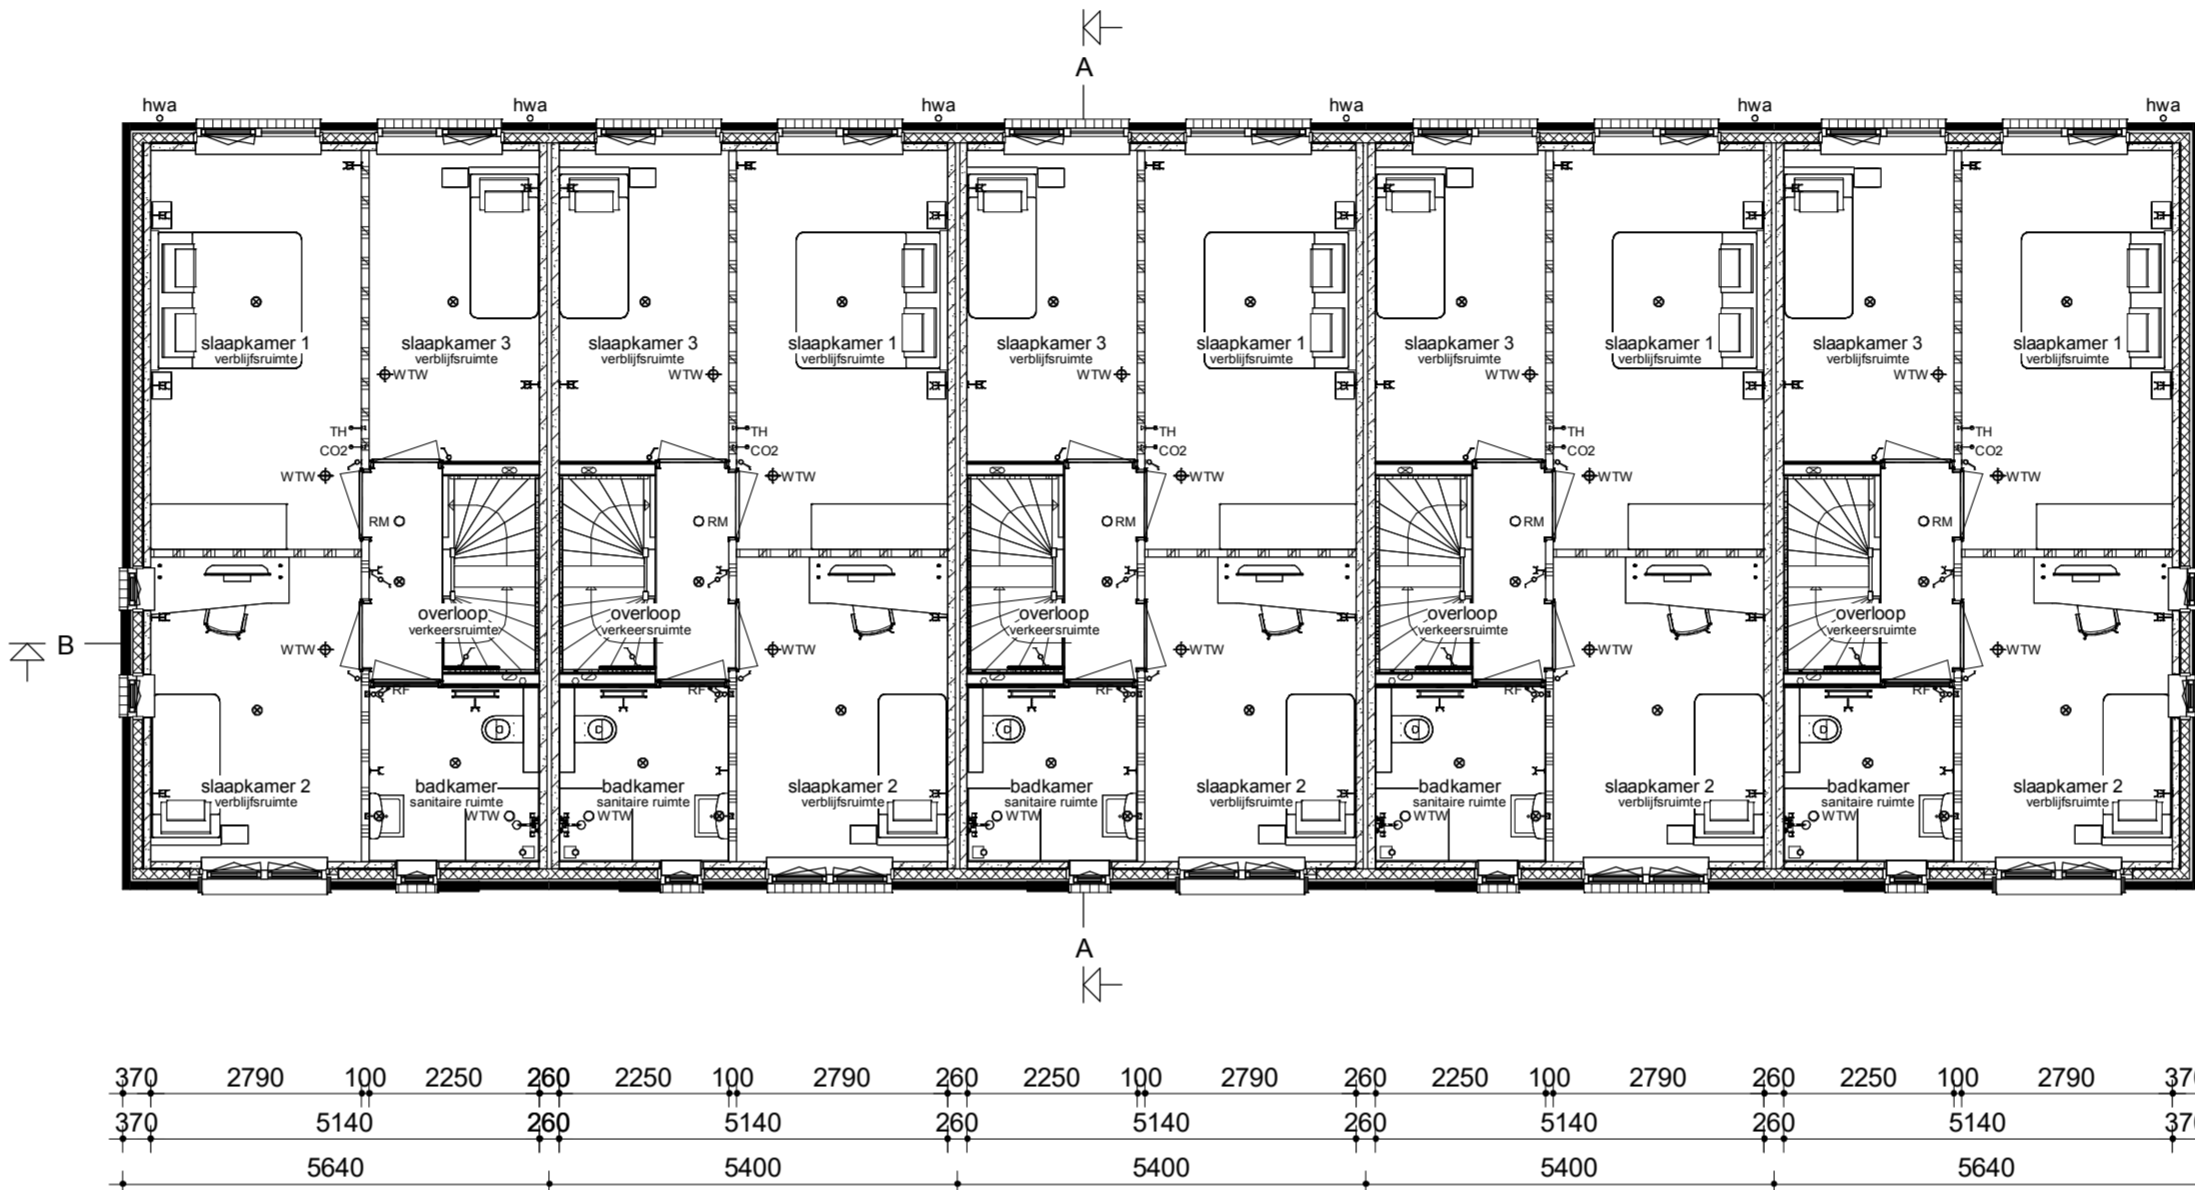 A
hwa hwa hwa hwa hwa hwa
slaapkamer 1 slaapkamer 3 slaapkamer 3 slaapkamer 1 slaapkamer 3 slaapkamer 1 slaapkamer 3 slaapkamer 1 slaapkamer 3 slaapkamer 1
verblijfsruimte verblijfsruimte verblijfsruimte verblijfsruimte verblijfsruimte verblijfsruimte verblijfsruimte verblijfsruimte verblijfsruimte verblijfsruimte
WTW WTW WTW WTW WTW
TH TH TH TH TH
CO2 CO2 CO2 CO2 CO2
WTW WTW WTW WTW WTW
RM RM RM RM RM
overloop overloop overloop overloop overloop
verkeersruimte verkeersruimte verkeersruimte verkeersruimte verkeersruimte
B
WTW WTW WTW WTW WTW
RF RF RF RF RF
slaapkamer 2 badkamer badkamer slaapkamer 2 badkamer slaapkamer 2 badkamer slaapkamer 2 badkamer slaapkamer 2
verblijfsruimte sanitaire ruimte sanitaire ruimte verblijfsruimte sanitaire ruimte verblijfsruimte sanitaire ruimte verblijfsruimte sanitaire ruimte verblijfsruimte
WTW WTW WTW WTW WTW
A
370 2790 100 2250 260 2250 100 2790 260 2250 100 2790 260 2250 100 2790 260 2250 100 2790
370 5140 260 5140 260 5140 260 5140 260 5140
5640 5400 5400 5400 5640